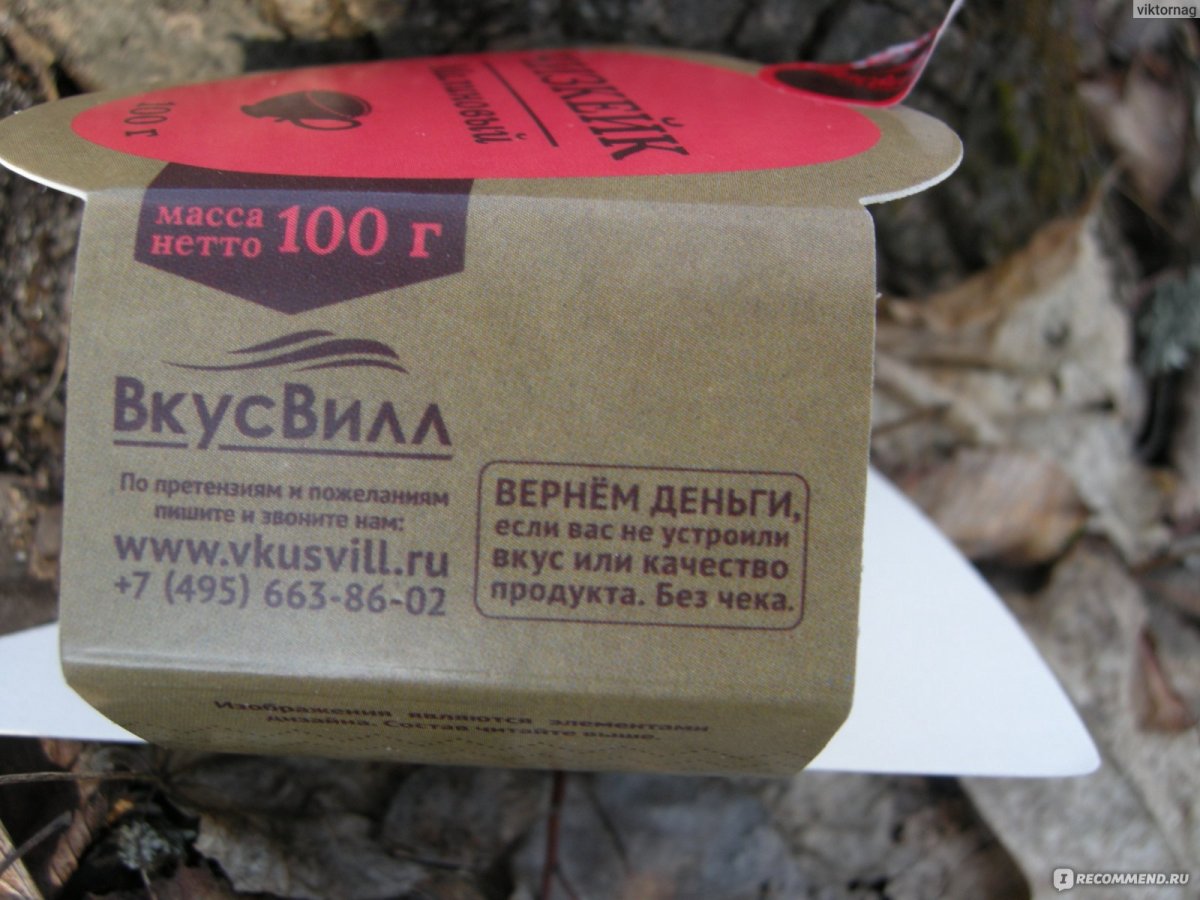 viktornag
ЧИЗКЕЙК
Малиновый
100 г
масса
нетто 100 г
ВкусВилл
По претензиям и пожеланиям
пишите и звоните нам:
www.vkusvill.ru
+7 (495) 663-86-02
ВЕРНЁМ ДЕНЬГИ,
если вас не устроили
вкус или качество
продукта. Без чека.
Изображения являются элементами
дизайна. Состав читайте выше.
IRECOMMEND.RU